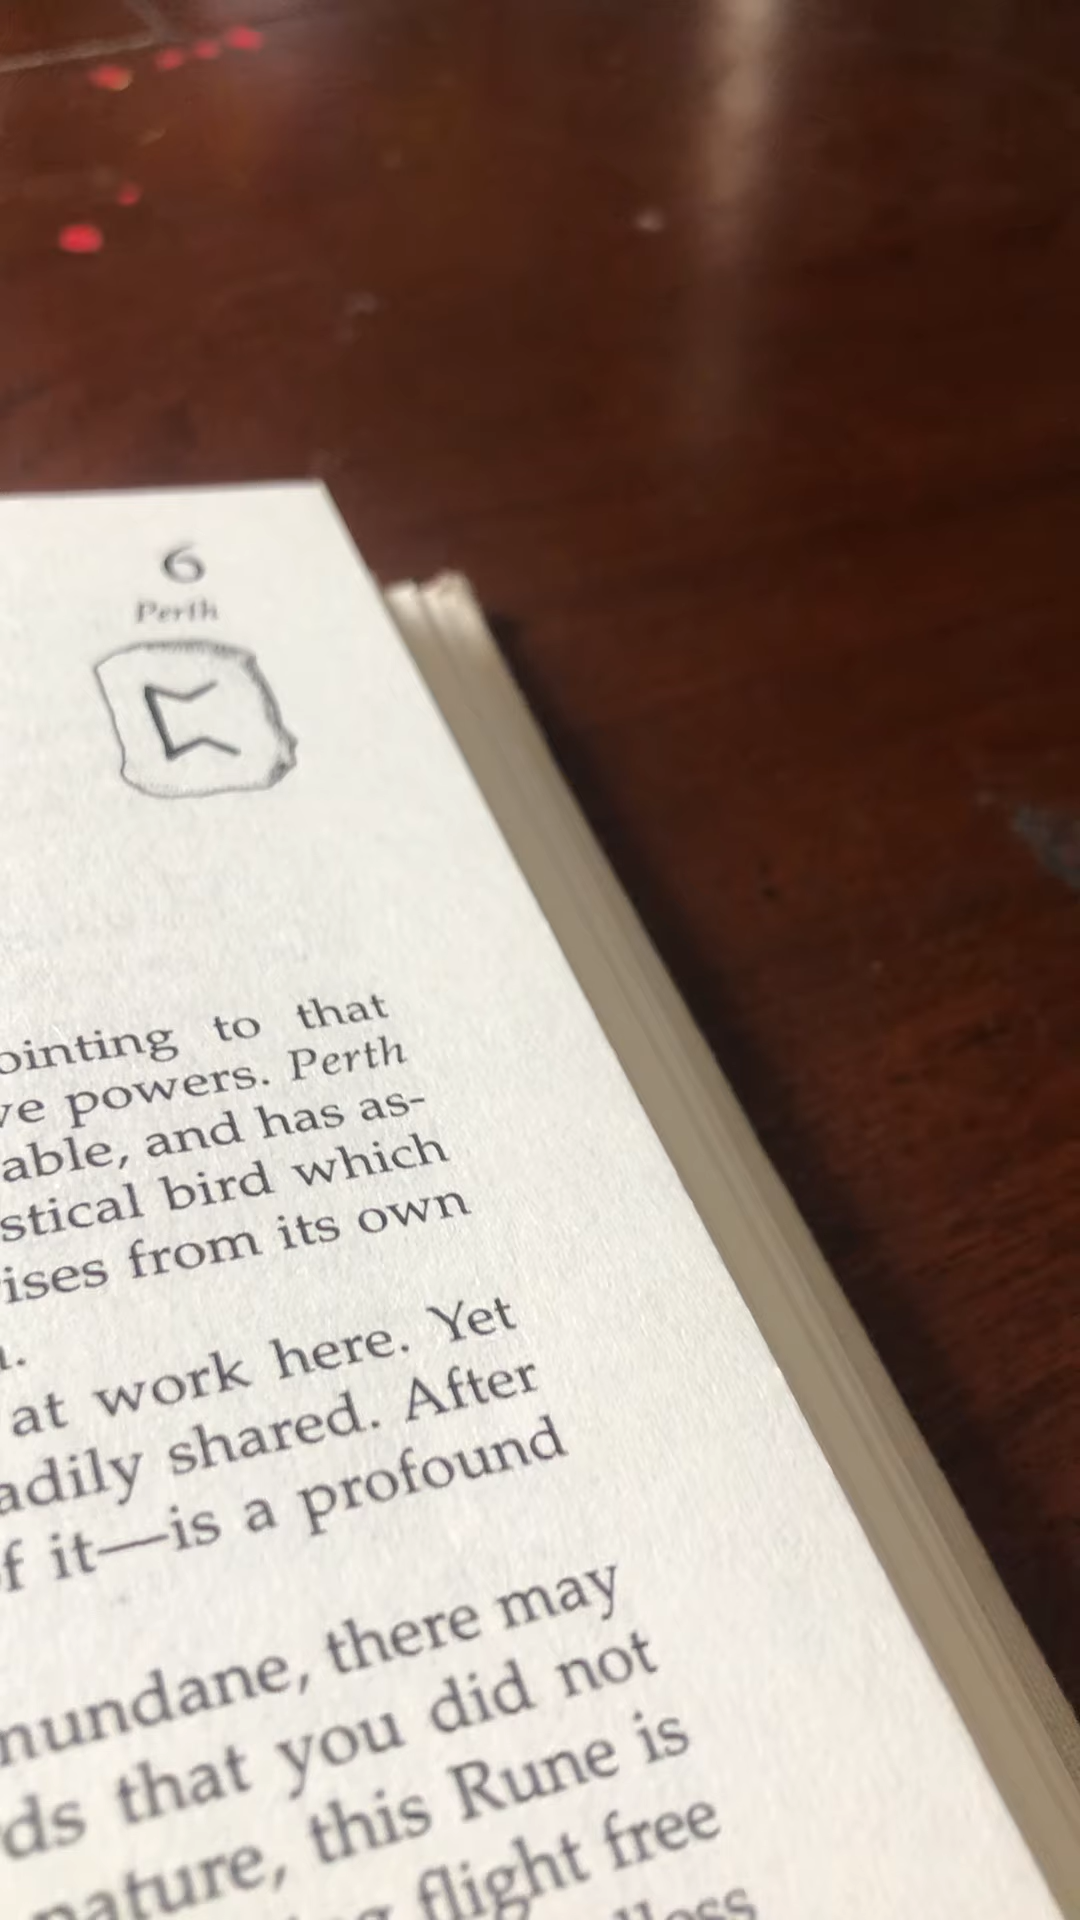 6
Perth
ointing to that
ve powers. Perth
able, and has as-
stical bird which
ises from its own
at work here. Yet
adily shared. After
f it—is a profound
mundane, there may
ds that you did not
nature, this Rune is
flight free